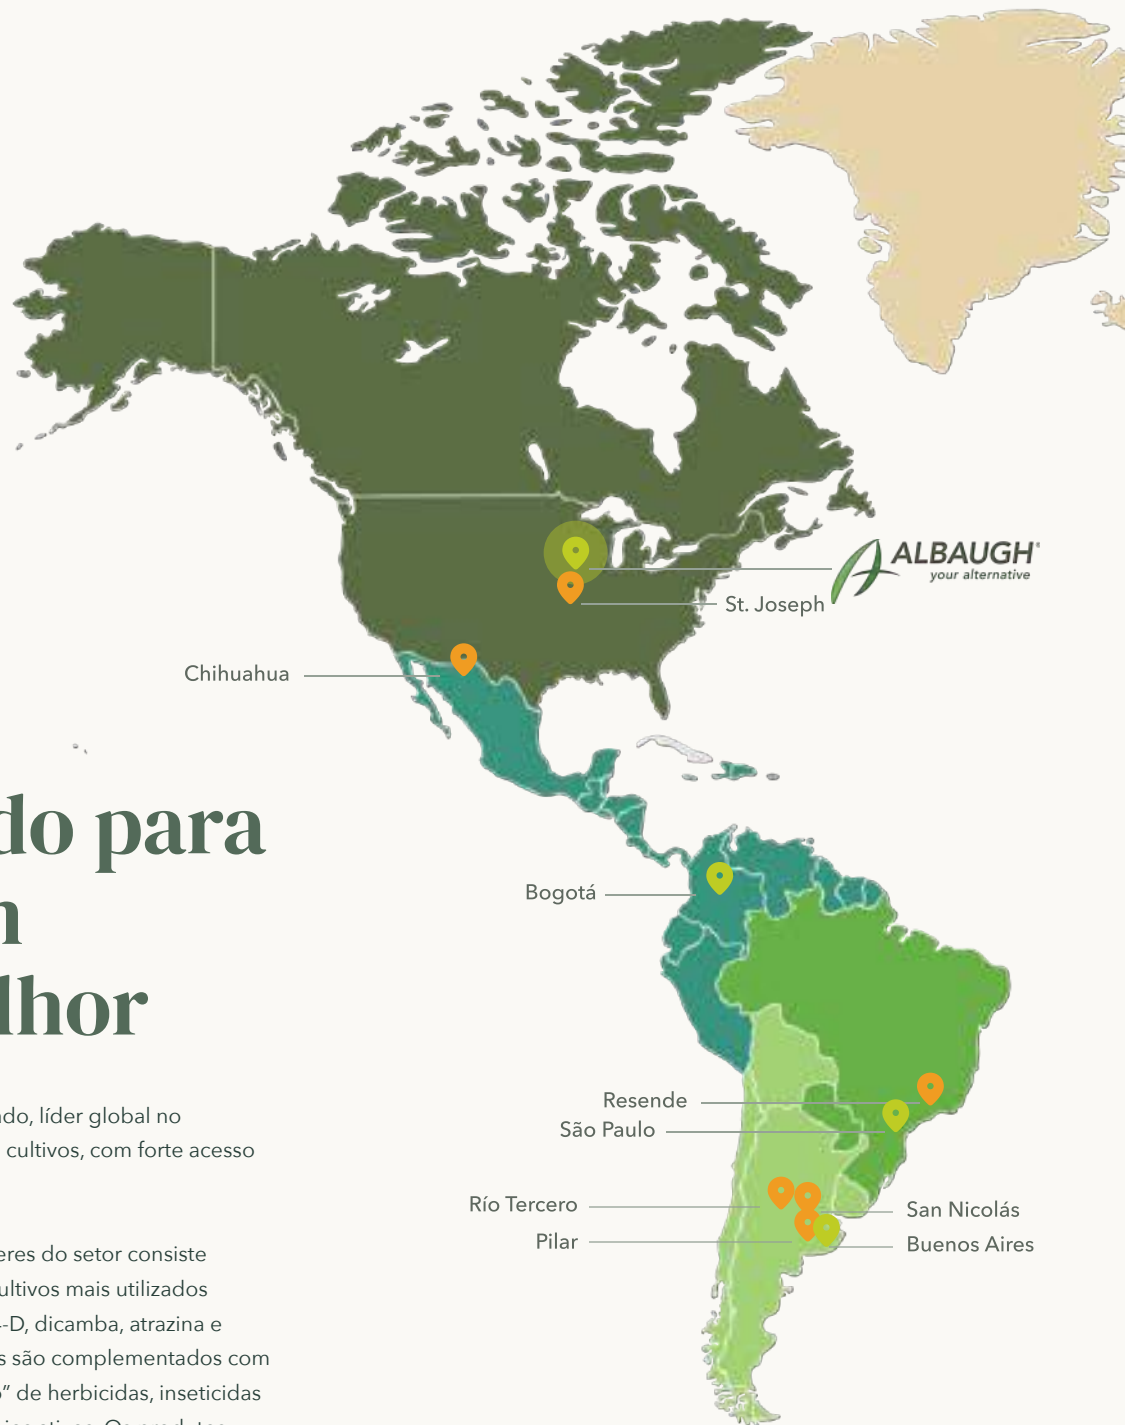 ALBAUGH®
your alternative
St. Joseph
Chihuahua
do para
lhor
Bogotá
Resende
São Paulo
Río Tercero
San Nicolás
Pilar
Buenos Aires
do, líder global no
cultivos, com forte acesso
eres do setor consiste
ultivos mais utilizados
-D, dicamba, atrazina e
s são complementados com
” de herbicidas, inseticidas